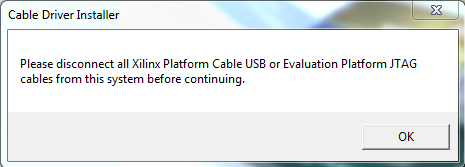 Cable Driver Installer
Please disconnect all Xilinx Platform Cable USB or Evaluation Platform JTAG
cables from this system before continuing.
OK